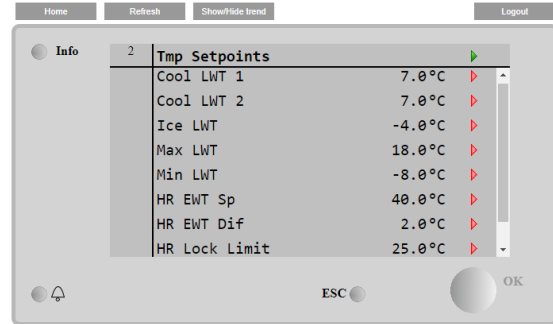 Home Refresh Show/Hide trend Logout
Info 2 Tmp Setpoints
Cool LWT 1 7.0°C
Cool LWT 2 7.0°C
Ice LWT -4.0°C
Max LWT 18.0°C
Min LWT -8.0°C
HR EWT Sp 40.0°C
HR EWT Dif 2.0°C
HR Lock Limit 25.0°C
ESC OK